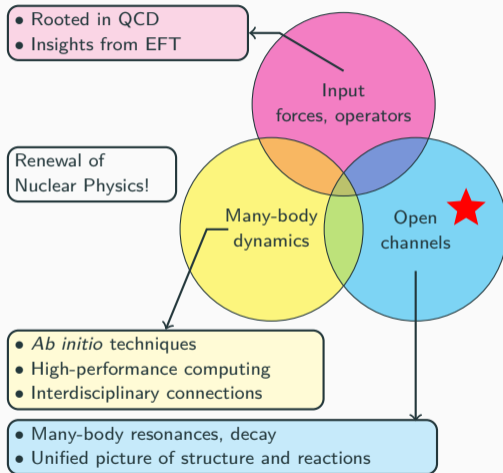 • Rooted in QCD
• Insights from EFT
Input
forces, operators
Renewal of
Nuclear Physics!
Many-body
dynamics
Open
channels
• Ab initio techniques
• High-performance computing
• Interdisciplinary connections
• Many-body resonances, decay
• Unified picture of structure and reactions